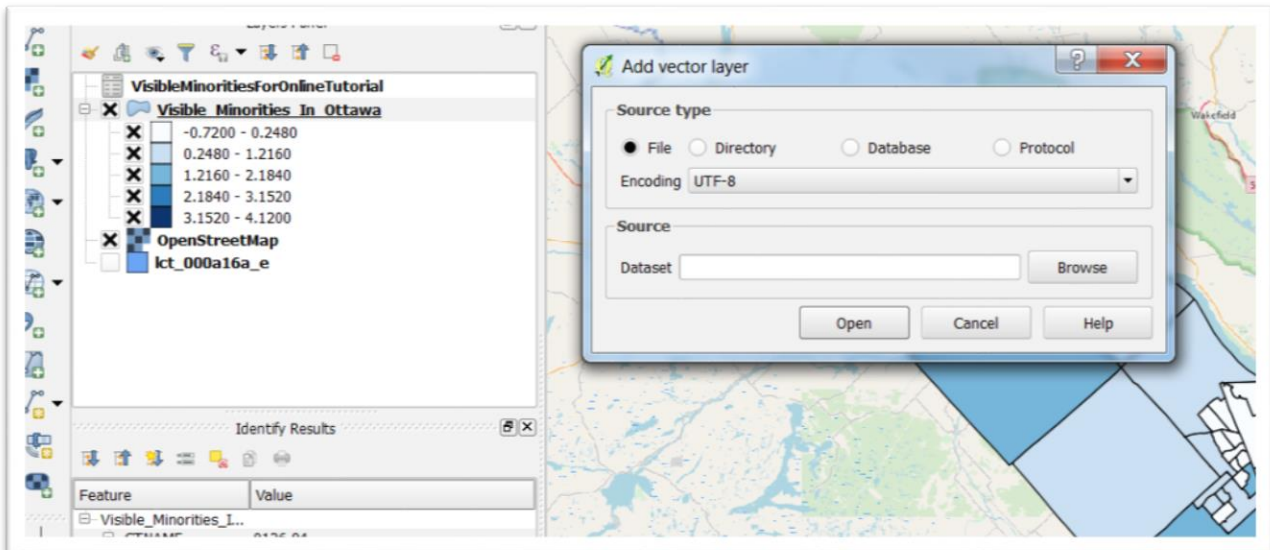 VisibleMinoritiesForOnlineTutorial
Visible_Minorities_In_Ottawa
-0.7200 - 0.2480
0.2480 - 1.2160
1.2160 - 2.1840
2.1840 - 3.1520
3.1520 - 4.1200
OpenStreetMap
lct_000a16a_e
Identify Results
Feature Value
Visible_Minorities_I...
Add vector layer
Source type
File Directory Database Protocol
Encoding UTF-8
Source
Dataset Browse
Open Cancel Help
Wakefield